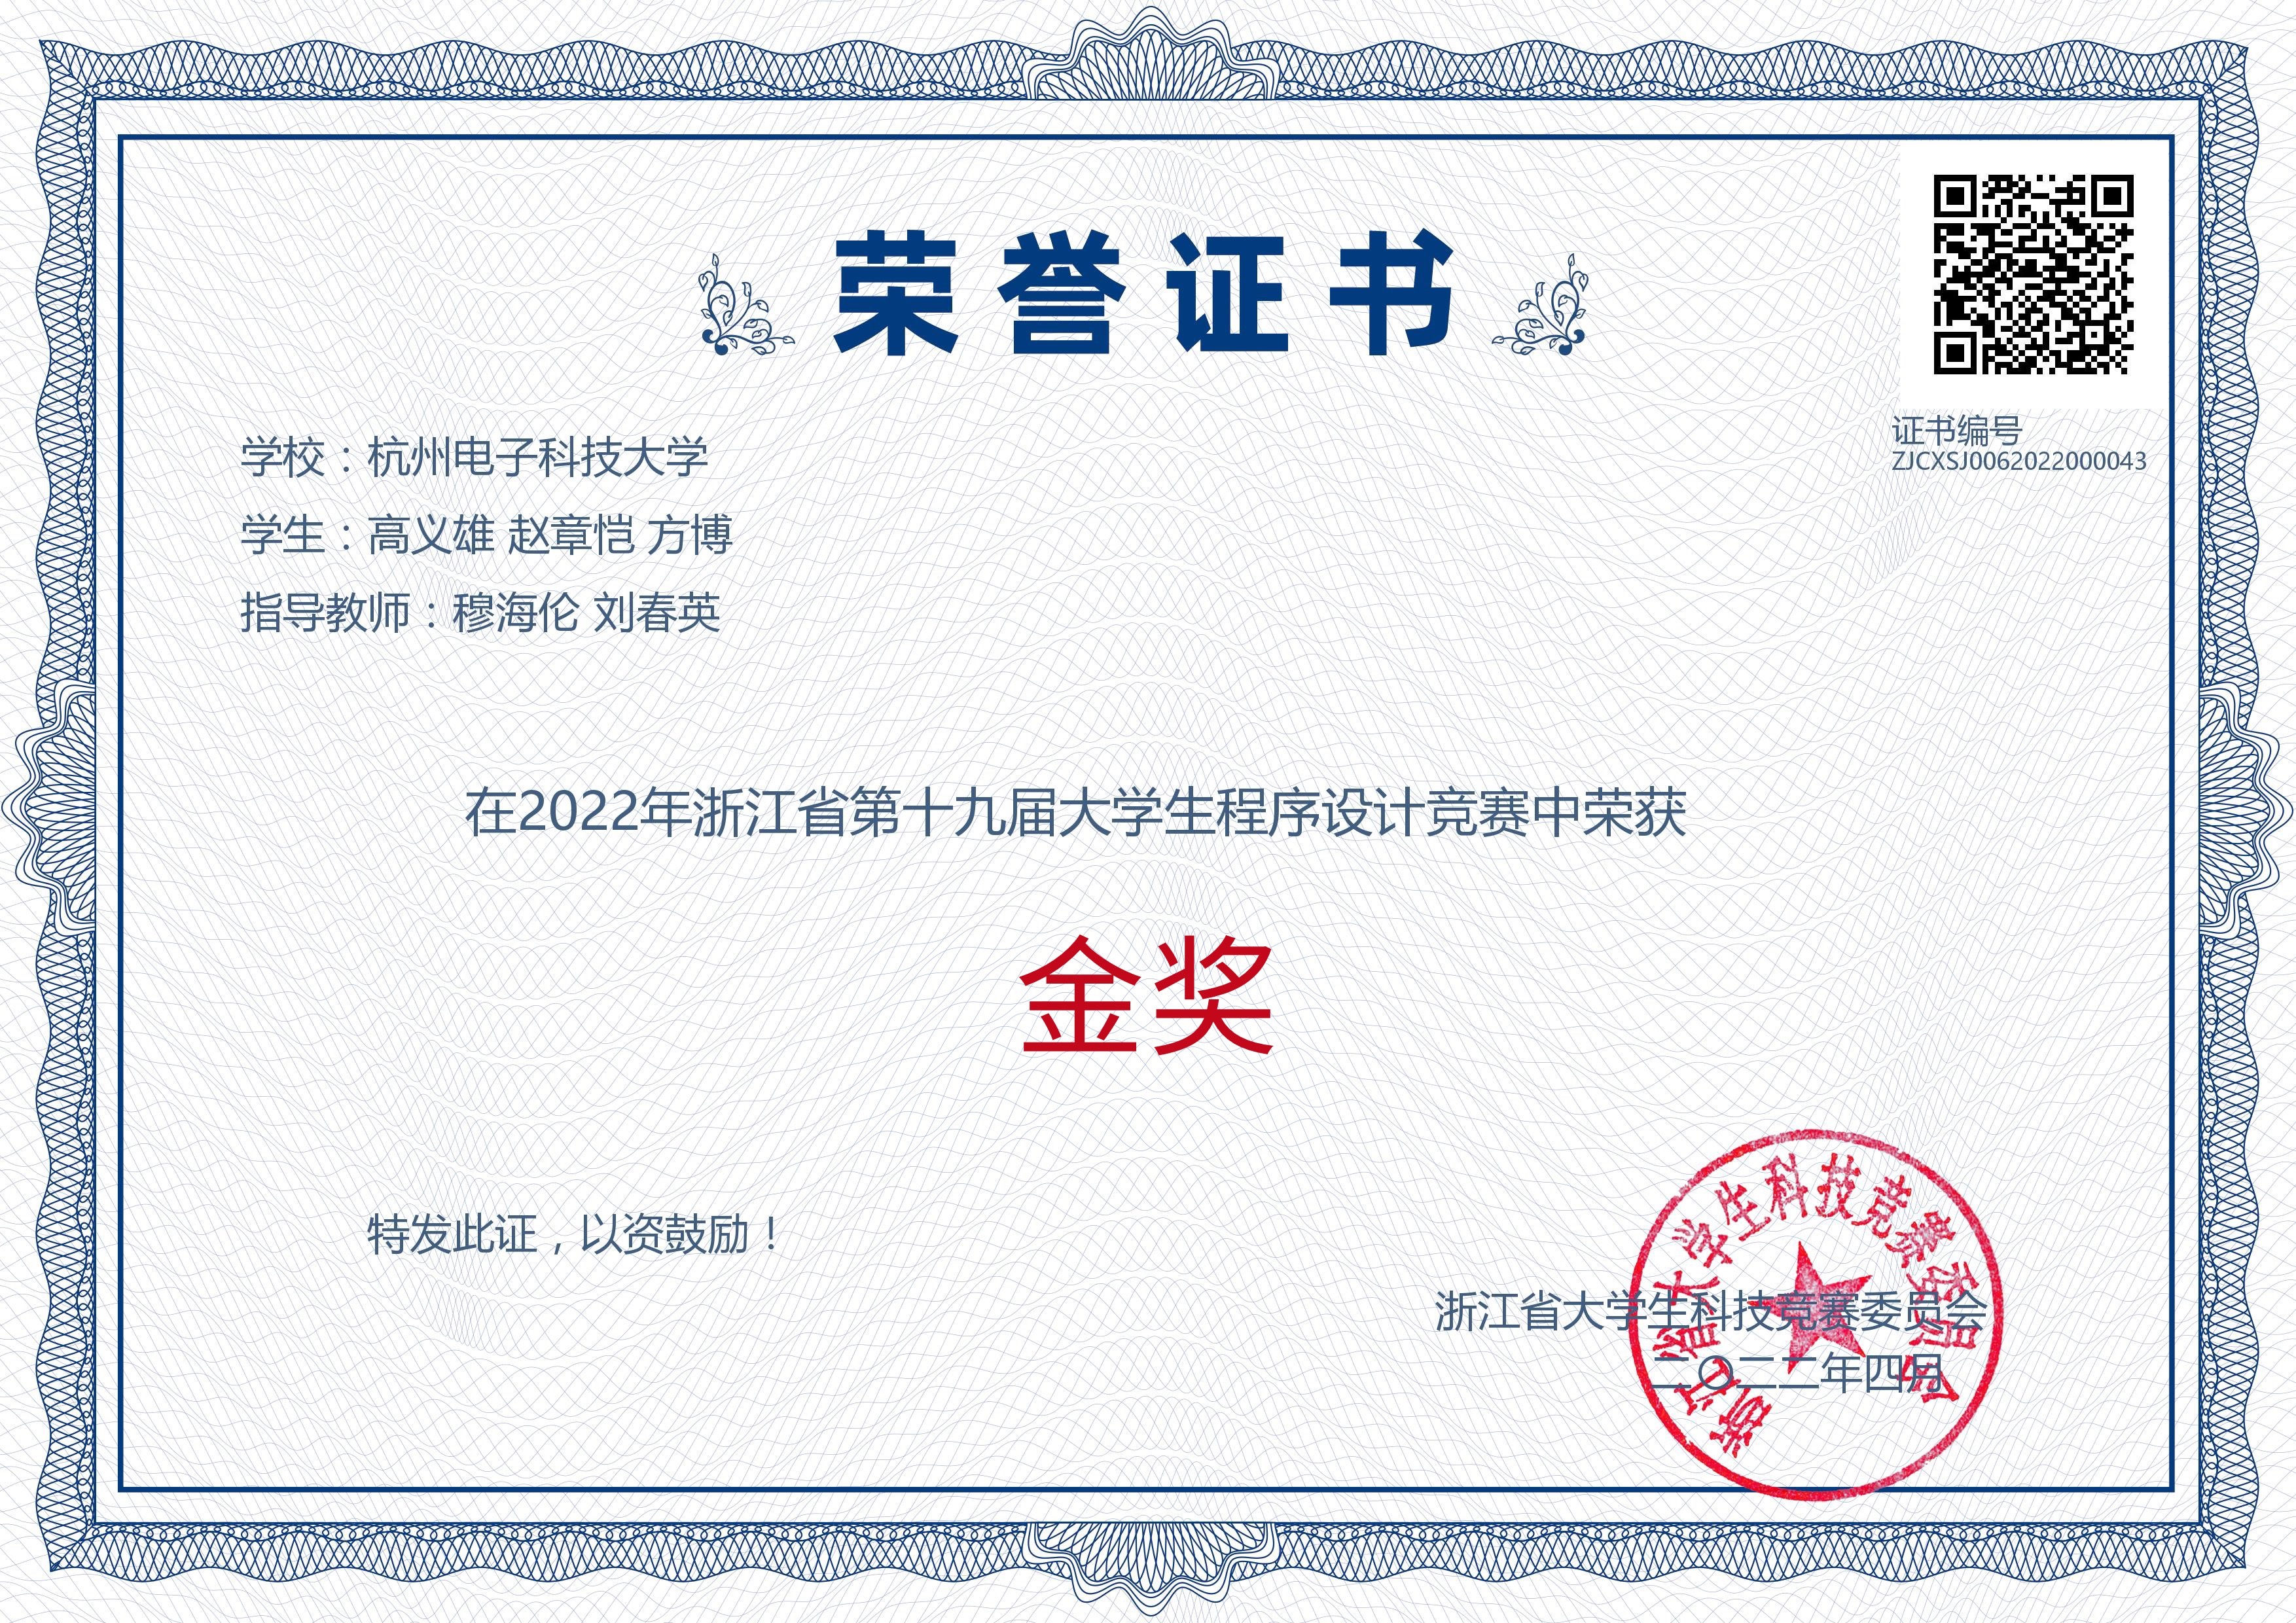 荣誉证书
证书编号
ZJCXSJ0062022000043
学校：杭州电子科技大学
学生：高义雄 赵章恺 方博
指导教师：穆海伦 刘春英
在2022年浙江省第十九届大学生程序设计竞赛中荣获
金奖
特发此证，以资鼓励！
浙江省大学生科技竞赛委员会
二〇二二年四月
浙江省大学生科技竞赛委员会